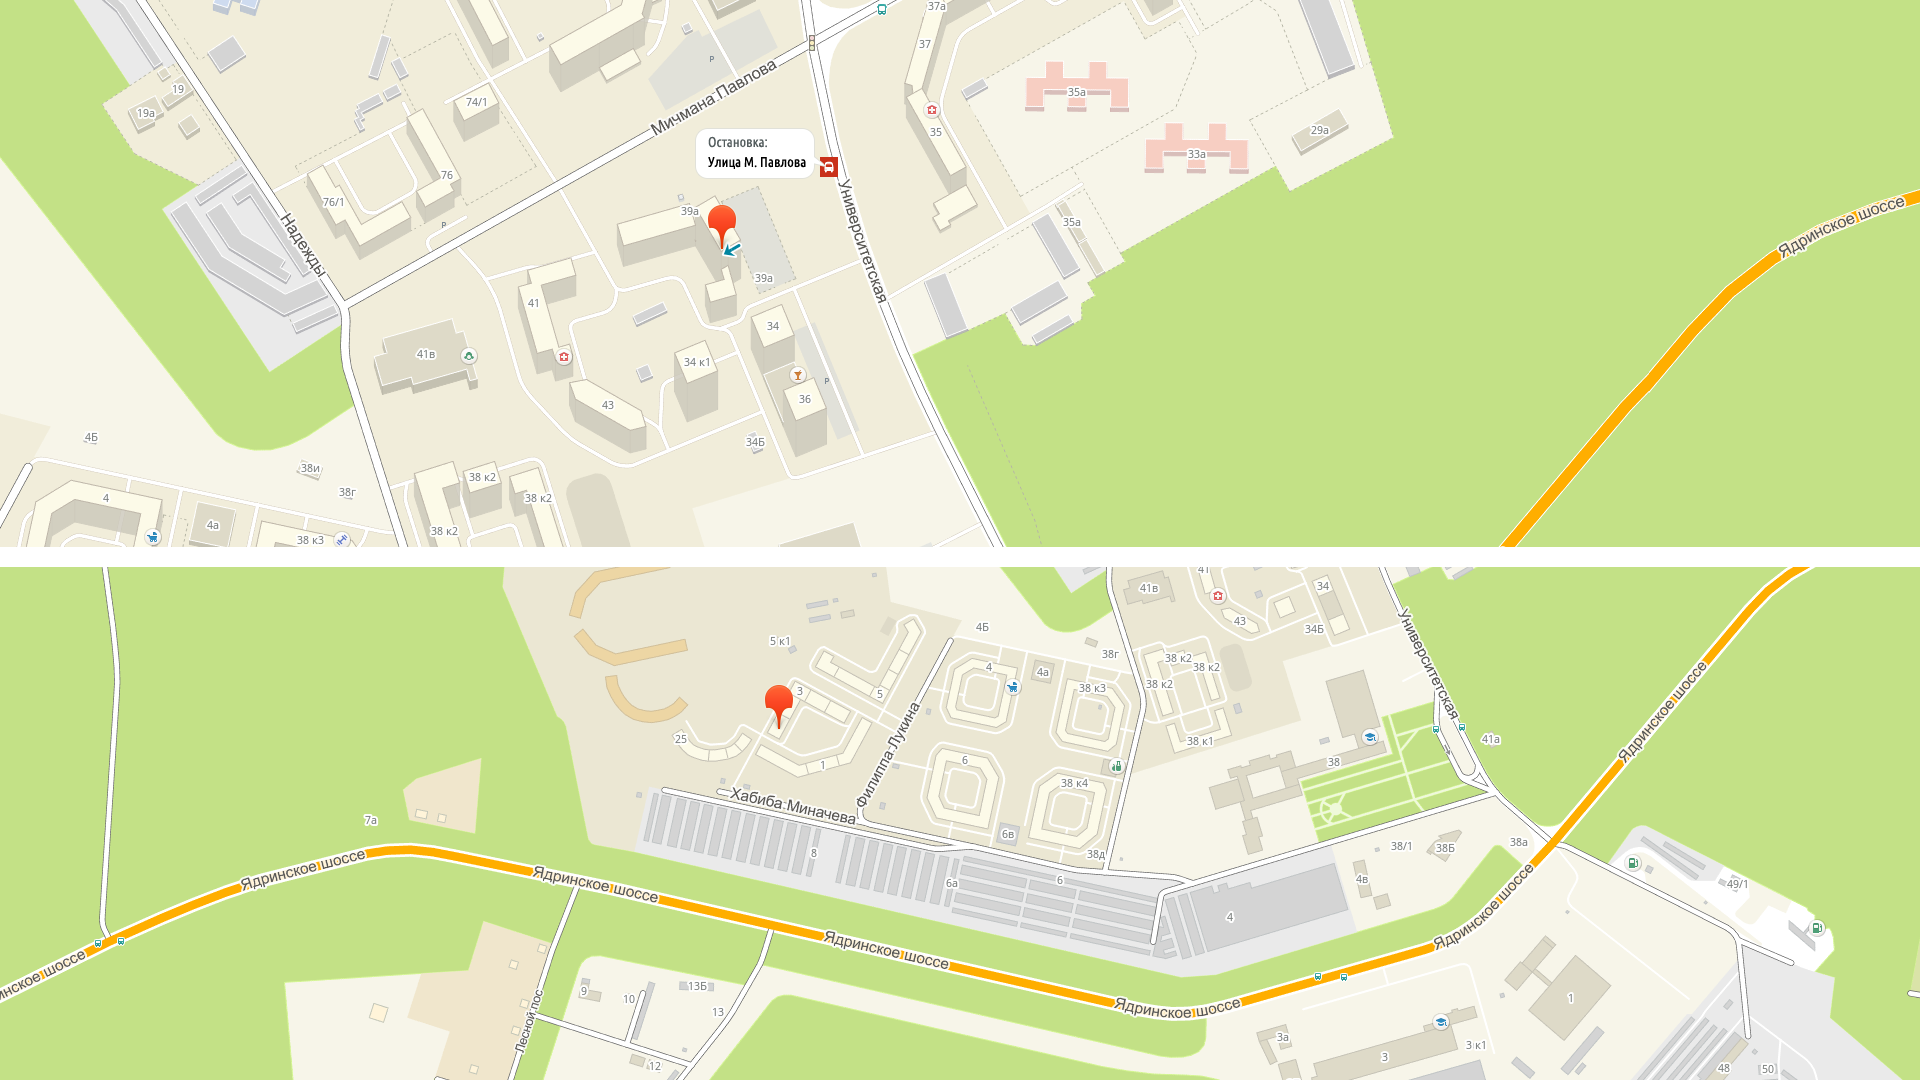 37а
37
19
19а
74/1
Р
Мичмана Павлова
35а
29а
35
33а
Остановка:
Улица М. Павлова
76
76/1
Р
Надежды
39а
Университетская
35а
Ядринское шоссе
39а
41
34
41в
34 к1
Р
43
36
4Б
34Б
38и
38 к2
38г
4
38 к2
4а
38 к2
38 к3
41
41в
34
43
Университетская
4Б
34Б
5 к1
38г
4
4а
38 к2
38 к2
38 к2
38 к3
3
5
Филиппа Лукина
25
1
38 к1
41а
Ядринское шоссе
6
38
38 к4
Хабиба Миначева
7а
6в
8
38д
38/1
38Б
38а
Ядринское шоссе
Ядринское шоссе
6а
6
4в
49/1
4
Ядринское шоссе
Ядринское шоссе
инское шоссе
9
10
13Б
13
Ядринское шоссе
1
Лесной пос
3а
3
3 к1
12
48
50